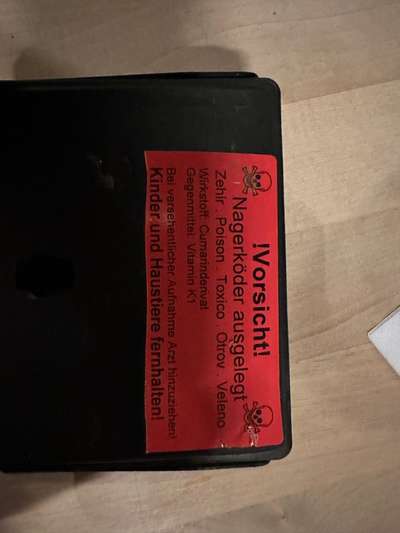 !Vorsicht!
Nagerköder ausgelegt
Zehir . Poison . Toxico . Otrov . Veleno
Wirkstoff: Cumarindenvat
Gegenmittel: Vitamin K1
Bei versehentlicher Aufnahme Arzt hinzuziehen!
Kinder und Haustiere fernhalten!